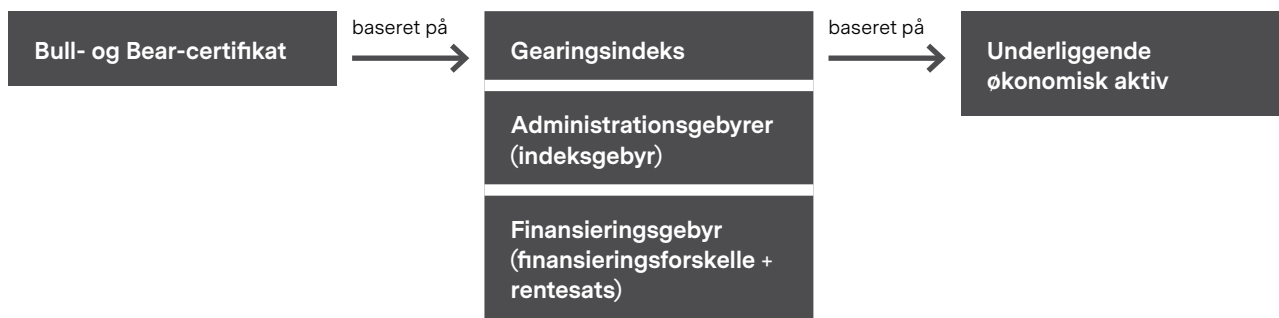 Bull- og Bear-certifikat
baseret på
Gearingsindeks
Administrationsgebyrer
(indeksgebyr)
Finansieringsgebyr
(finansieringsforskelle +
rentesats)
baseret på
Underliggende
økonomisk aktiv